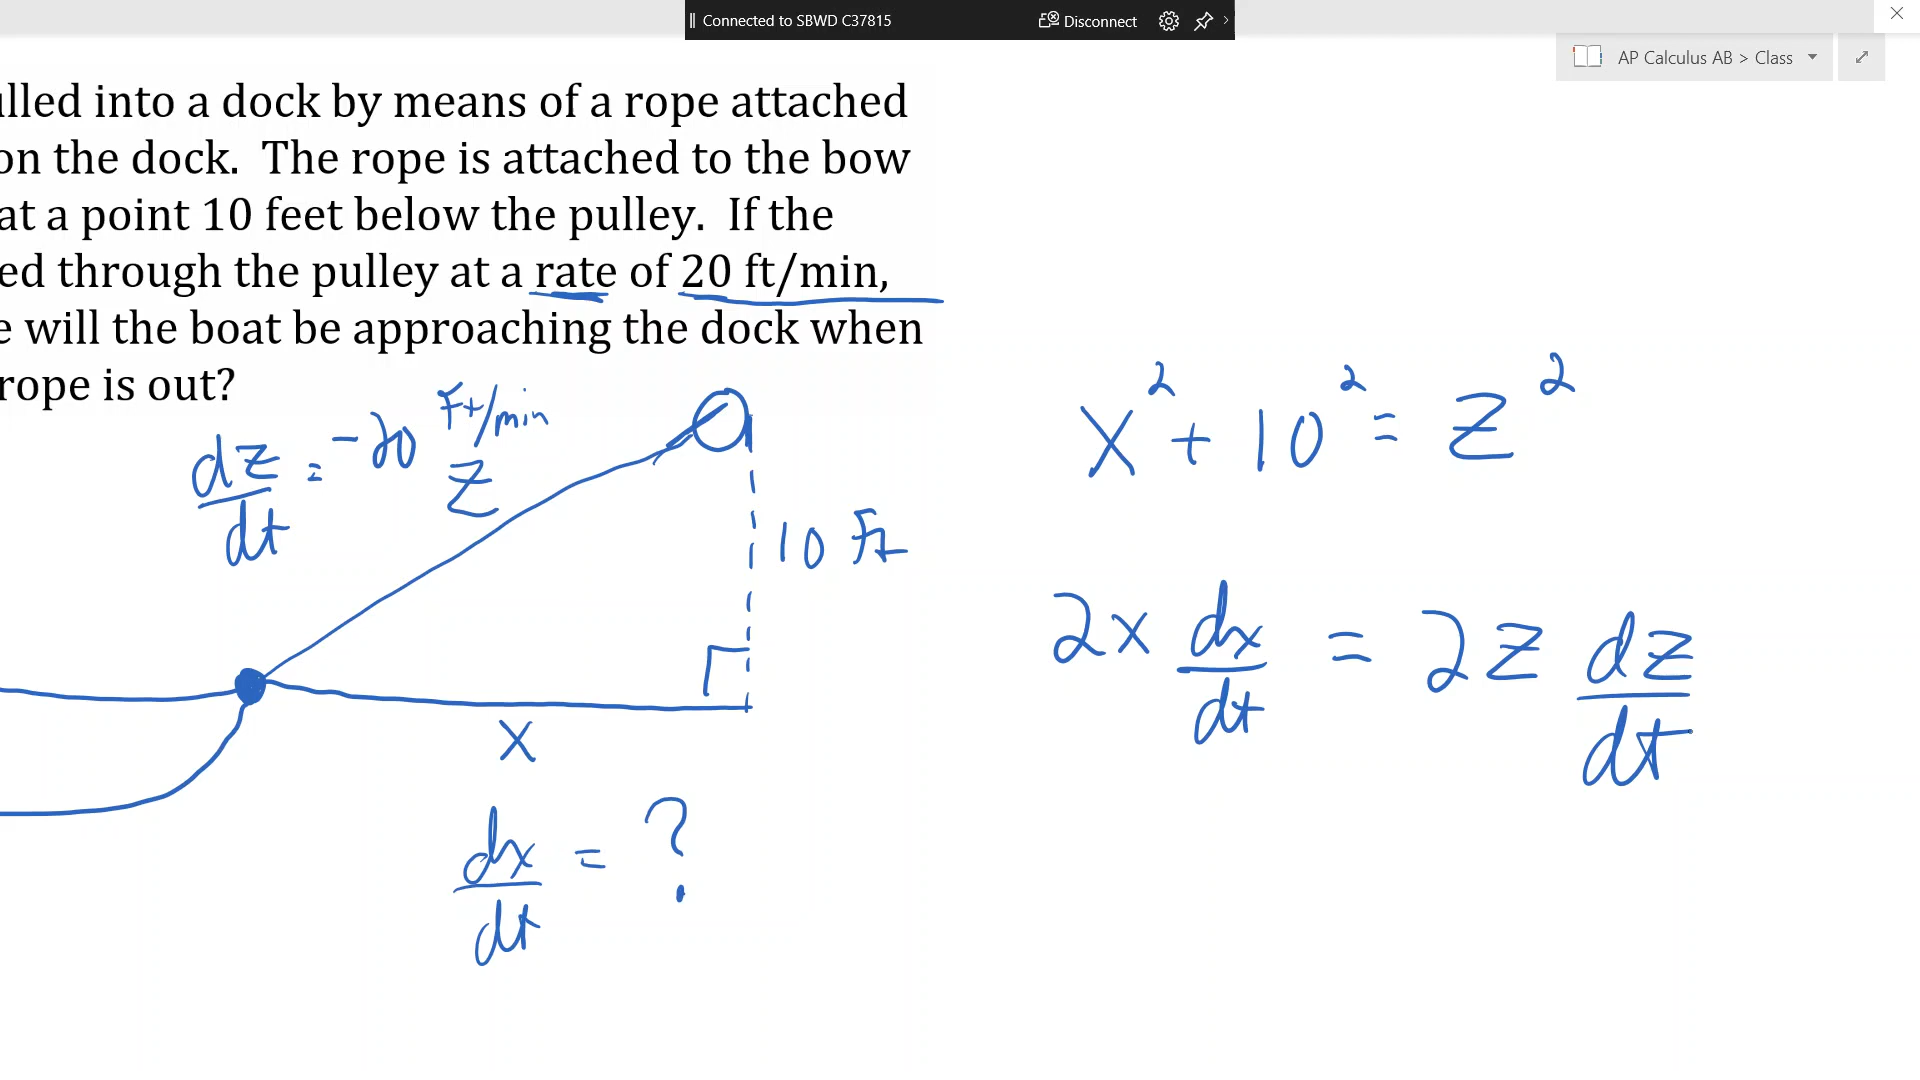 Connected to SBWD C37815 Disconnect
AP Calculus AB > Class
lled into a dock by means of a rope attached
on the dock. The rope is attached to the bow
at a point 10 feet below the pulley. If the
ed through the pulley at a rate of 20 ft/min,
e will the boat be approaching the dock when
rope is out?
dz/dt = -20 Ft/min
z
10 Ft
x
dx/dt = ?
x² + 10² = z²
2x dx/dt = 2z dz/dt